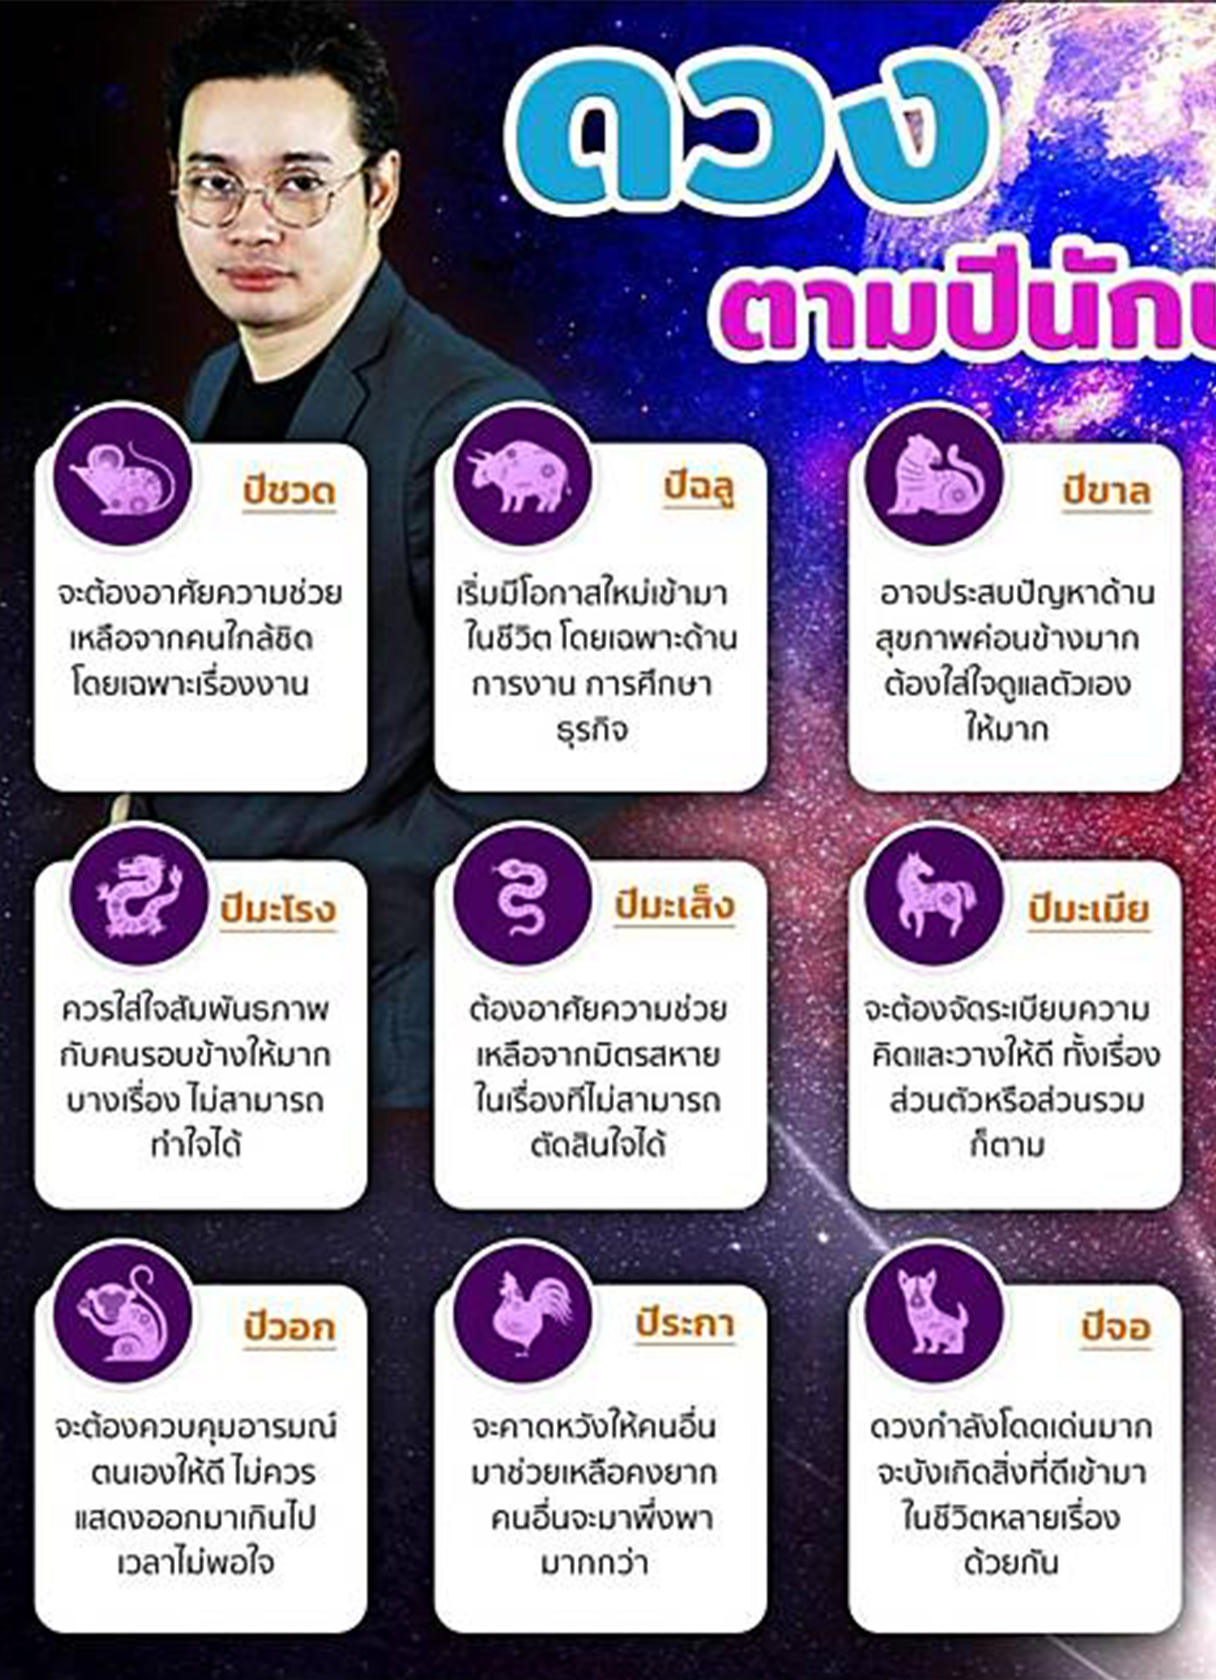 ดวง
ตามปีนัก
ปีชวด
จะต้องอาศัยความช่วย
เหลือจากคนใกล้ชิด
โดยเฉพาะเรื่องงาน
ปีฉลู
เริ่มมีโอกาสใหม่เข้ามา
ในชีวิต โดยเฉพาะด้าน
การงาน การศึกษา
ธุรกิจ
ปีขาล
อาจประสบปัญหาด้าน
สุขภาพค่อนข้างมาก
ต้องใส่ใจดูแลตัวเอง
ให้มาก
ปีมะโรง
ควรใส่ใจสัมพันธภาพ
กับคนรอบข้างให้มาก
บางเรื่อง ไม่สามารถ
ทำใจได้
ปีมะเส็ง
ต้องอาศัยความช่วย
เหลือจากมิตรสหาย
ในเรื่องที่ไม่สามารถ
ตัดสินใจได้
ปีมะเมีย
จะต้องจัดระเบียบความ
คิดและวางให้ดี ทั้งเรื่อง
ส่วนตัวหรือส่วนรวม
ก็ตาม
ปีวอก
จะต้องควบคุมอารมณ์
ตนเองให้ดี ไม่ควร
แสดงออกมาเกินไป
เวลาไม่พอใจ
ปีระกา
จะคาดหวังให้คนอื่น
มาช่วยเหลือคงยาก
คนอื่นจะมาพึ่งพา
มากกว่า
ปีจอ
ดวงกำลังโดดเด่นมาก
จะบังเกิดสิ่งที่ดีเข้ามา
ในชีวิตหลายเรื่อง
ด้วยกัน